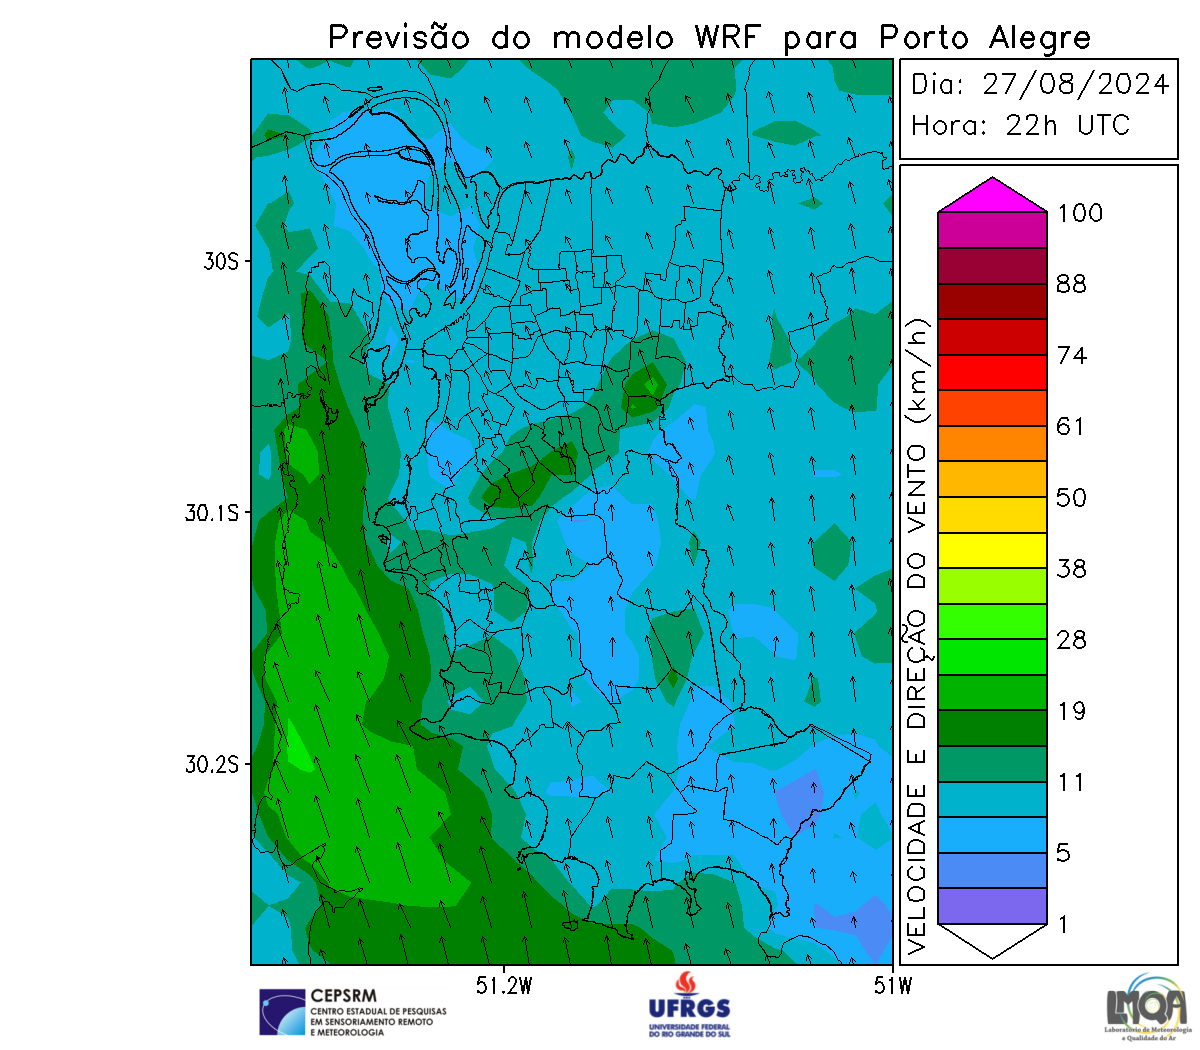 Previsão do modelo WRF para Porto Alegre
Dia: 27/08/2024
Hora: 22h UTC
100
88
74
61
50
38
28
19
11
5
1
VELOCIDADE E DIREÇÃO DO VENTO (km/h)
30S
30.1S
30.2S
51.2W
51W
CEPSRM
CENTRO ESTADUAL DE PESQUISAS
EM SENSORIAMENTO REMOTO
E METEOROLOGIA
UFRGS
UNIVERSIDADE FEDERAL
DO RIO GRANDE DO SUL
LMQA
Laboratório de Meteorologia
e Qualidade do Ar